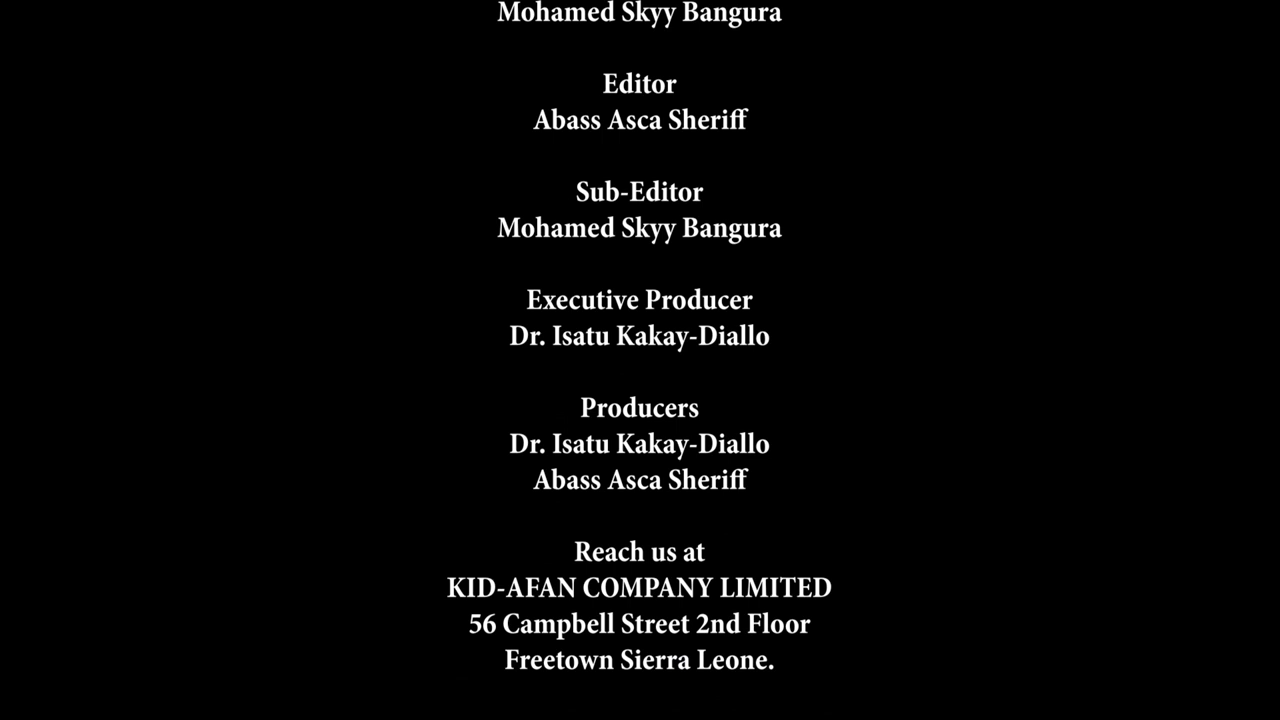 Mohamed Skyy Bangura
Editor
Abass Asca Sheriff
Sub-Editor
Mohamed Skyy Bangura
Executive Producer
Dr. Isatu Kakay-Diallo
Producers
Dr. Isatu Kakay-Diallo
Abass Asca Sheriff
Reach us at
KID-AFAN COMPANY LIMITED
56 Campbell Street 2nd Floor
Freetown Sierra Leone.